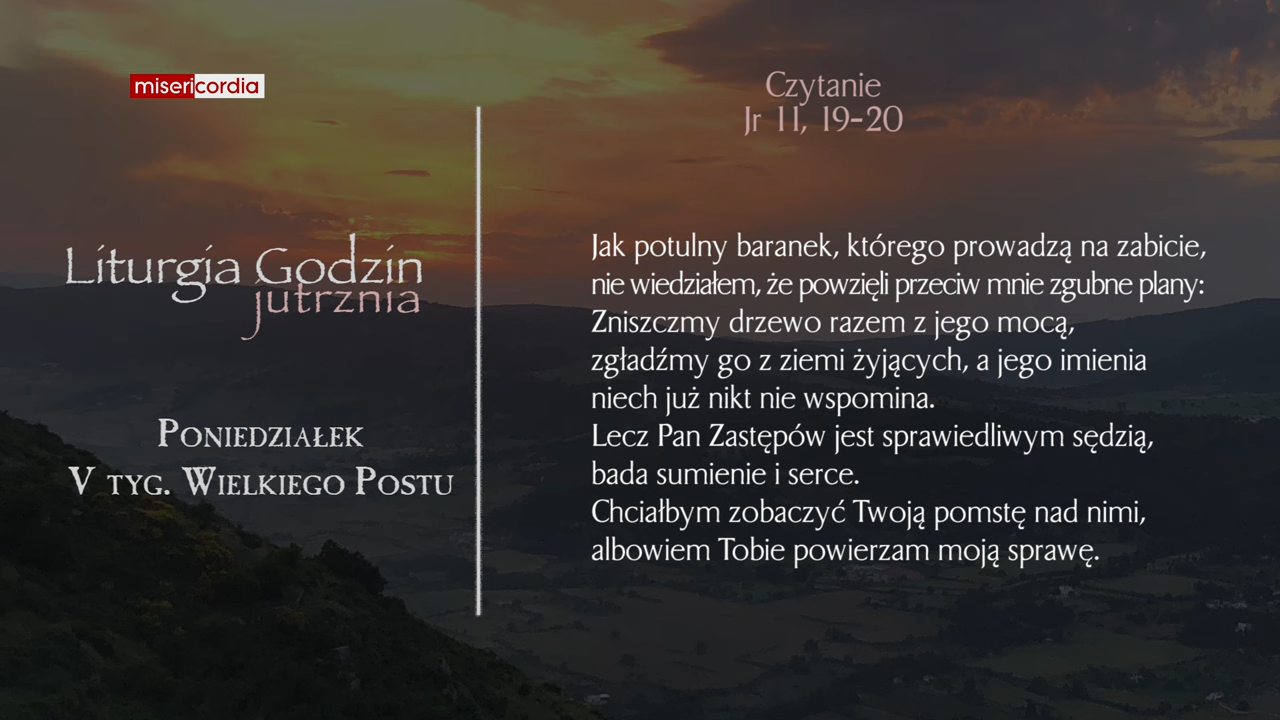 misericordia
Liturgia Godzin
jutrznia
Poniedziałek
V tyg. Wielkiego Postu
Czytanie
Jr 11, 19-20
Jak potulny baranek, którego prowadzą na zabicie,
nie wiedziałem, że powzięli przeciw mnie zgubne plany:
Zniszczmy drzewo razem z jego mocą,
zgładźmy go z ziemi żyjących, a jego imienia
niech już nikt nie wspomina.
Lecz Pan Zastępów jest sprawiedliwym sędzią,
bada sumienie i serce.
Chciałbym zobaczyć Twoją pomstę nad nimi,
albowiem Tobie powierzam moją sprawę.